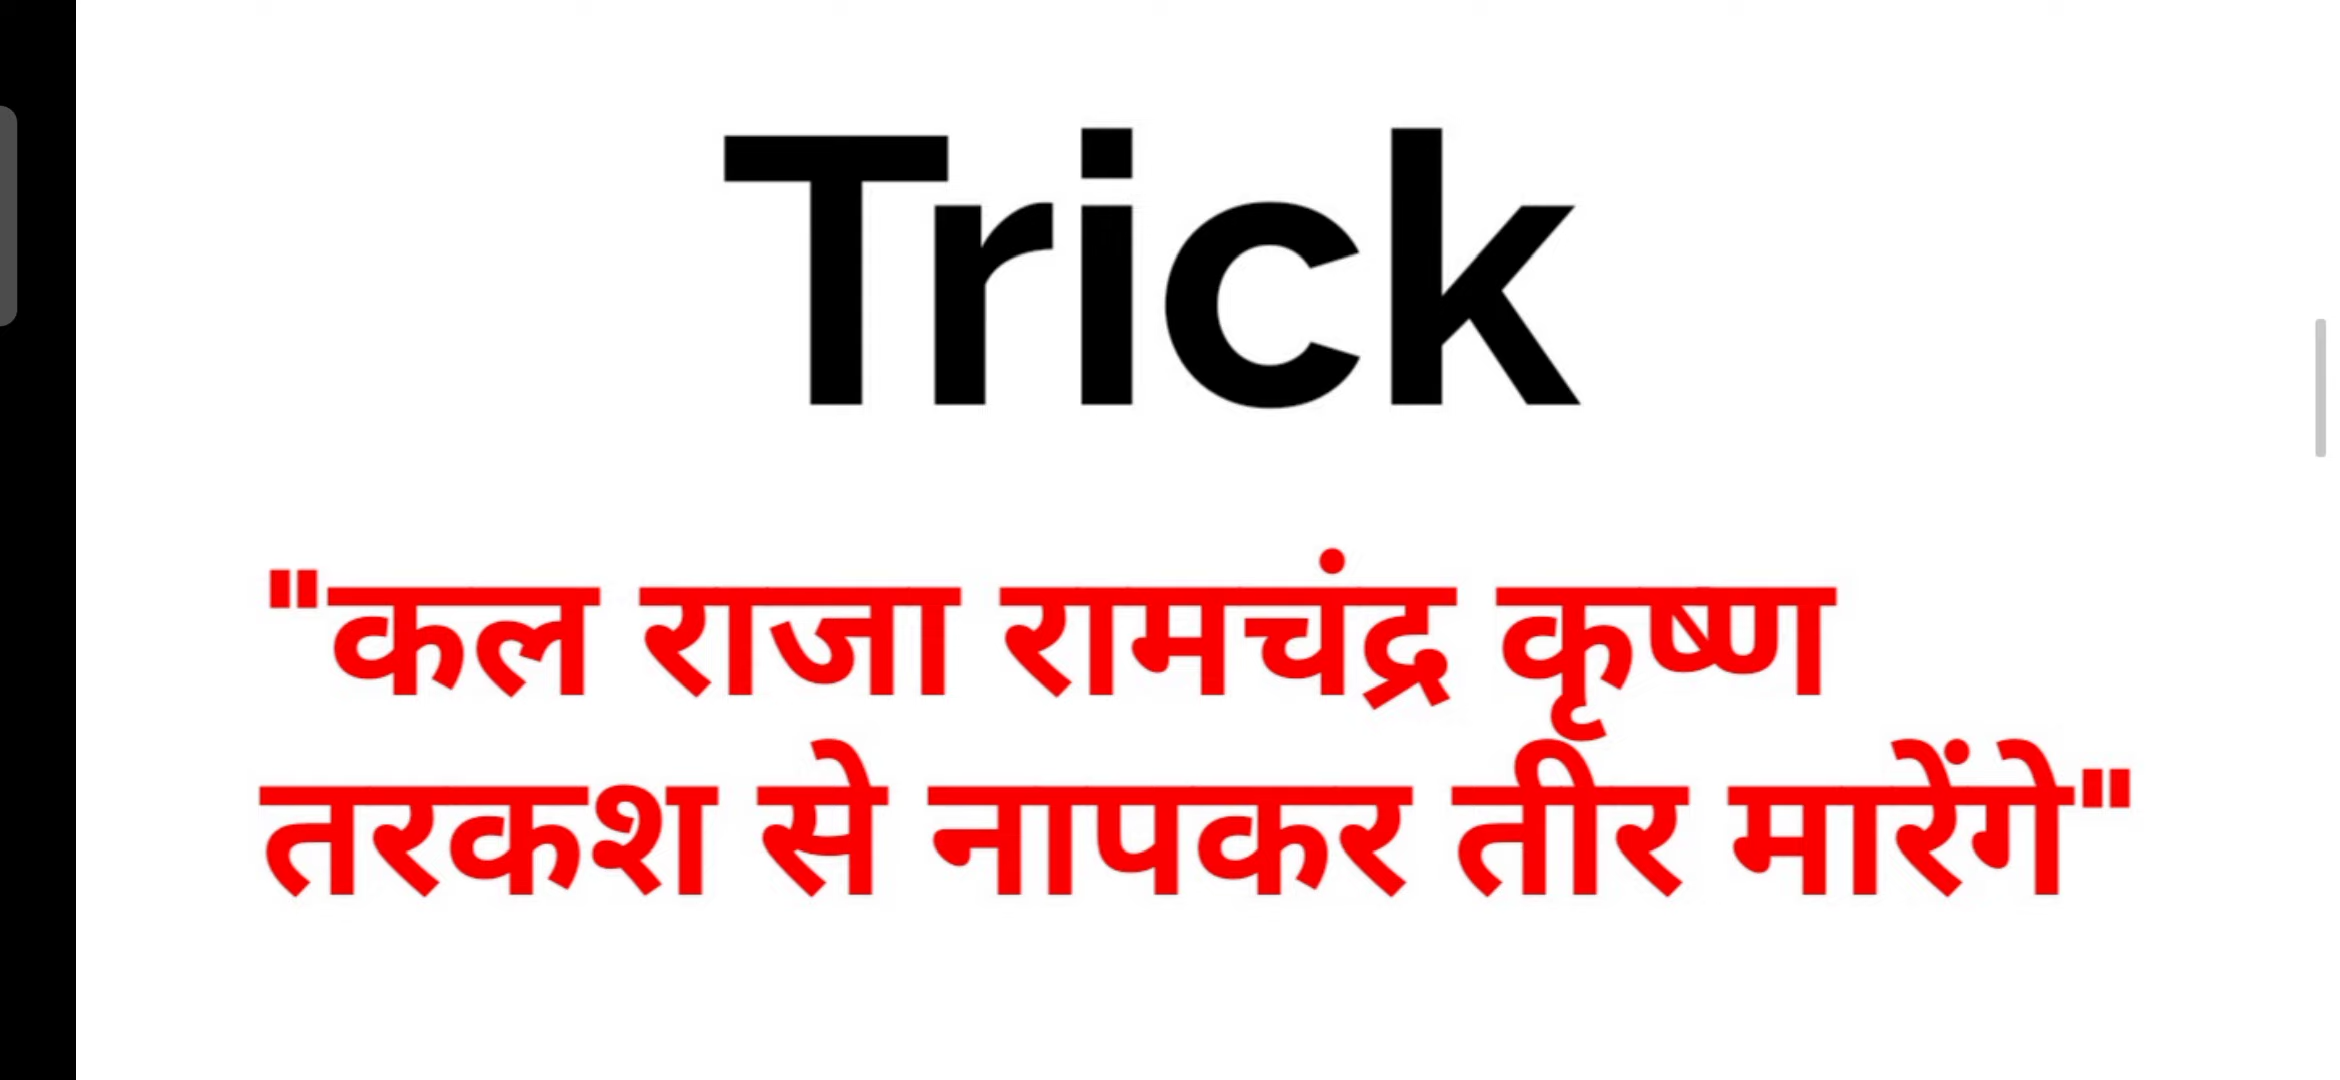 Trick
"कल राजा रामचंद्र कृष्ण
तरकश से नापकर तीर मारेंगे"